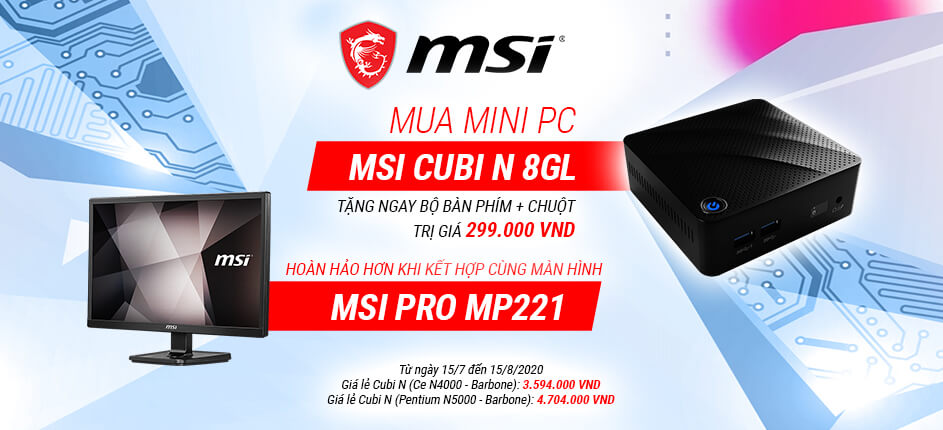 msi
MUA MINI PC
MSI CUBI N 8GL
TẶNG NGAY BỘ BÀN PHÍM + CHUỘT
TRỊ GIÁ 299.000 VND
HOÀN HẢO HƠN KHI KẾT HỢP CÙNG MÀN HÌNH
MSI PRO MP221
msi
msi
Từ ngày 15/7 đến 15/8/2020
Giá lẻ Cubi N (Ce N4000 - Barbone): 3.594.000 VND
Giá lẻ Cubi N (Pentium N5000 - Barbone): 4.704.000 VND